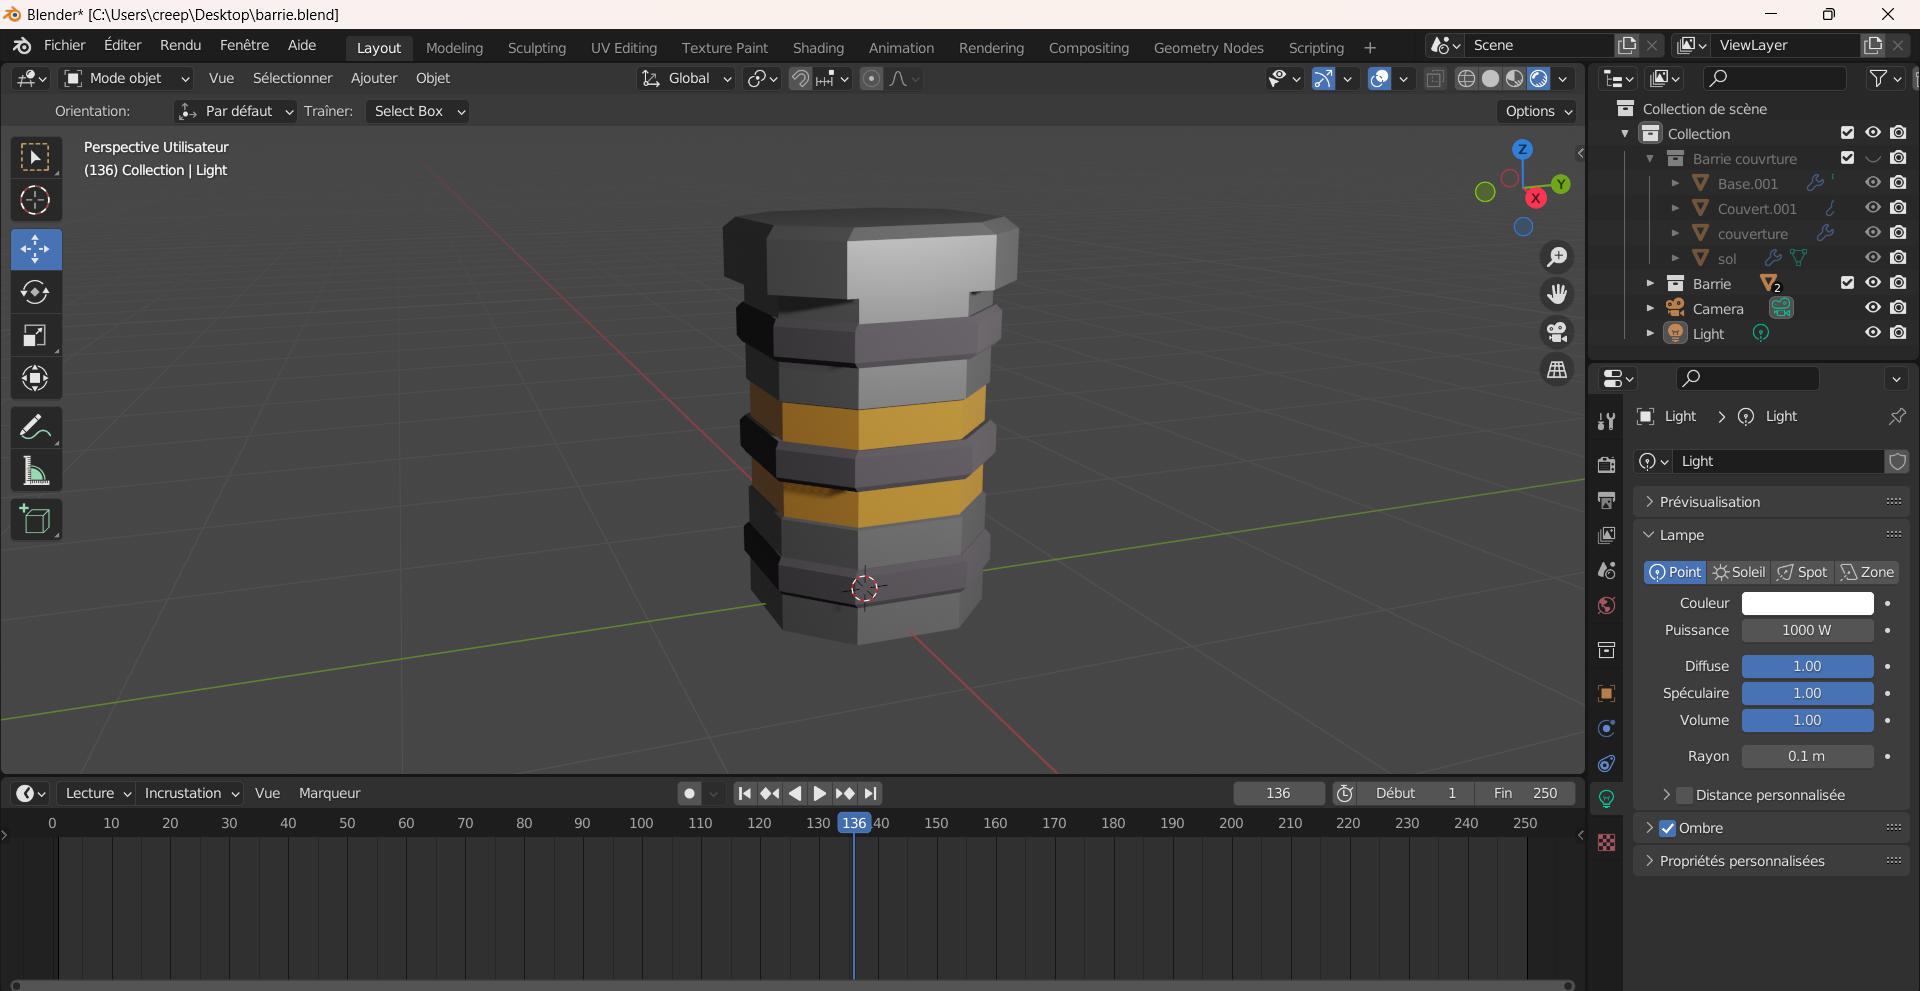 Blender* [C:\Users\creep\Desktop\barrie.blend]
Fichier Éditer Rendu Fenêtre Aide Layout Modeling Sculpting UV Editing Texture Paint Shading Animation Rendering Compositing Geometry Nodes Scripting + Scene ViewLayer
Mode objet Vue Sélectionner Ajouter Objet Global
Orientation: Par défaut Traîner: Select Box Options
Perspective Utilisateur
(136) Collection | Light
Z
Y
X
Collection de scène
Collection
Barrie couvrture
Base.001
Couvert.001
couverture
sol
Barrie 2
Camera
Light
Light Light
Light
Prévisualisation
Lampe
Point Soleil Spot Zone
Couleur
Puissance 1000 W
Diffuse 1.00
Spéculaire 1.00
Volume 1.00
Rayon 0.1 m
Distance personnalisée
Ombre
Propriétés personnalisées
Lecture Incrustation Vue Marqueur 136 Début 1 Fin 250
0 10 20 30 40 50 60 70 80 90 100 110 120 130 136 40 150 160 170 180 190 200 210 220 230 240 250